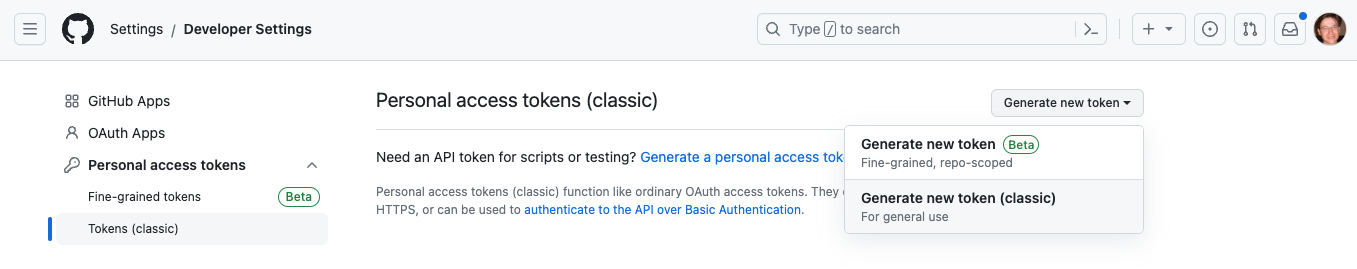 Settings / Developer Settings
Type / to search
GitHub Apps
OAuth Apps
Personal access tokens
Fine-grained tokens Beta
Tokens (classic)
Personal access tokens (classic)
Generate new token
Generate new token Beta
Fine-grained, repo-scoped
Generate new token (classic)
For general use
Need an API token for scripts or testing? Generate a personal access
Personal access tokens (classic) function like ordinary OAuth access tokens. They
HTTPS, or can be used to authenticate to the API over Basic Authentication.